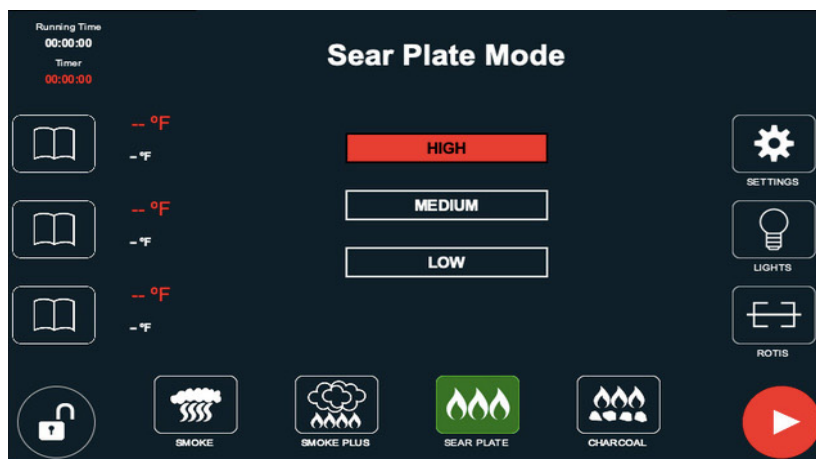 Running Time
00:00:00
Timer
00:00:00
Sear Plate Mode
-- °F
- °F
-- °F
- °F
-- °F
- °F
HIGH
MEDIUM
LOW
SETTINGS
LIGHTS
ROTIS
SMOKE
SMOKE PLUS
SEAR PLATE
CHARCOAL